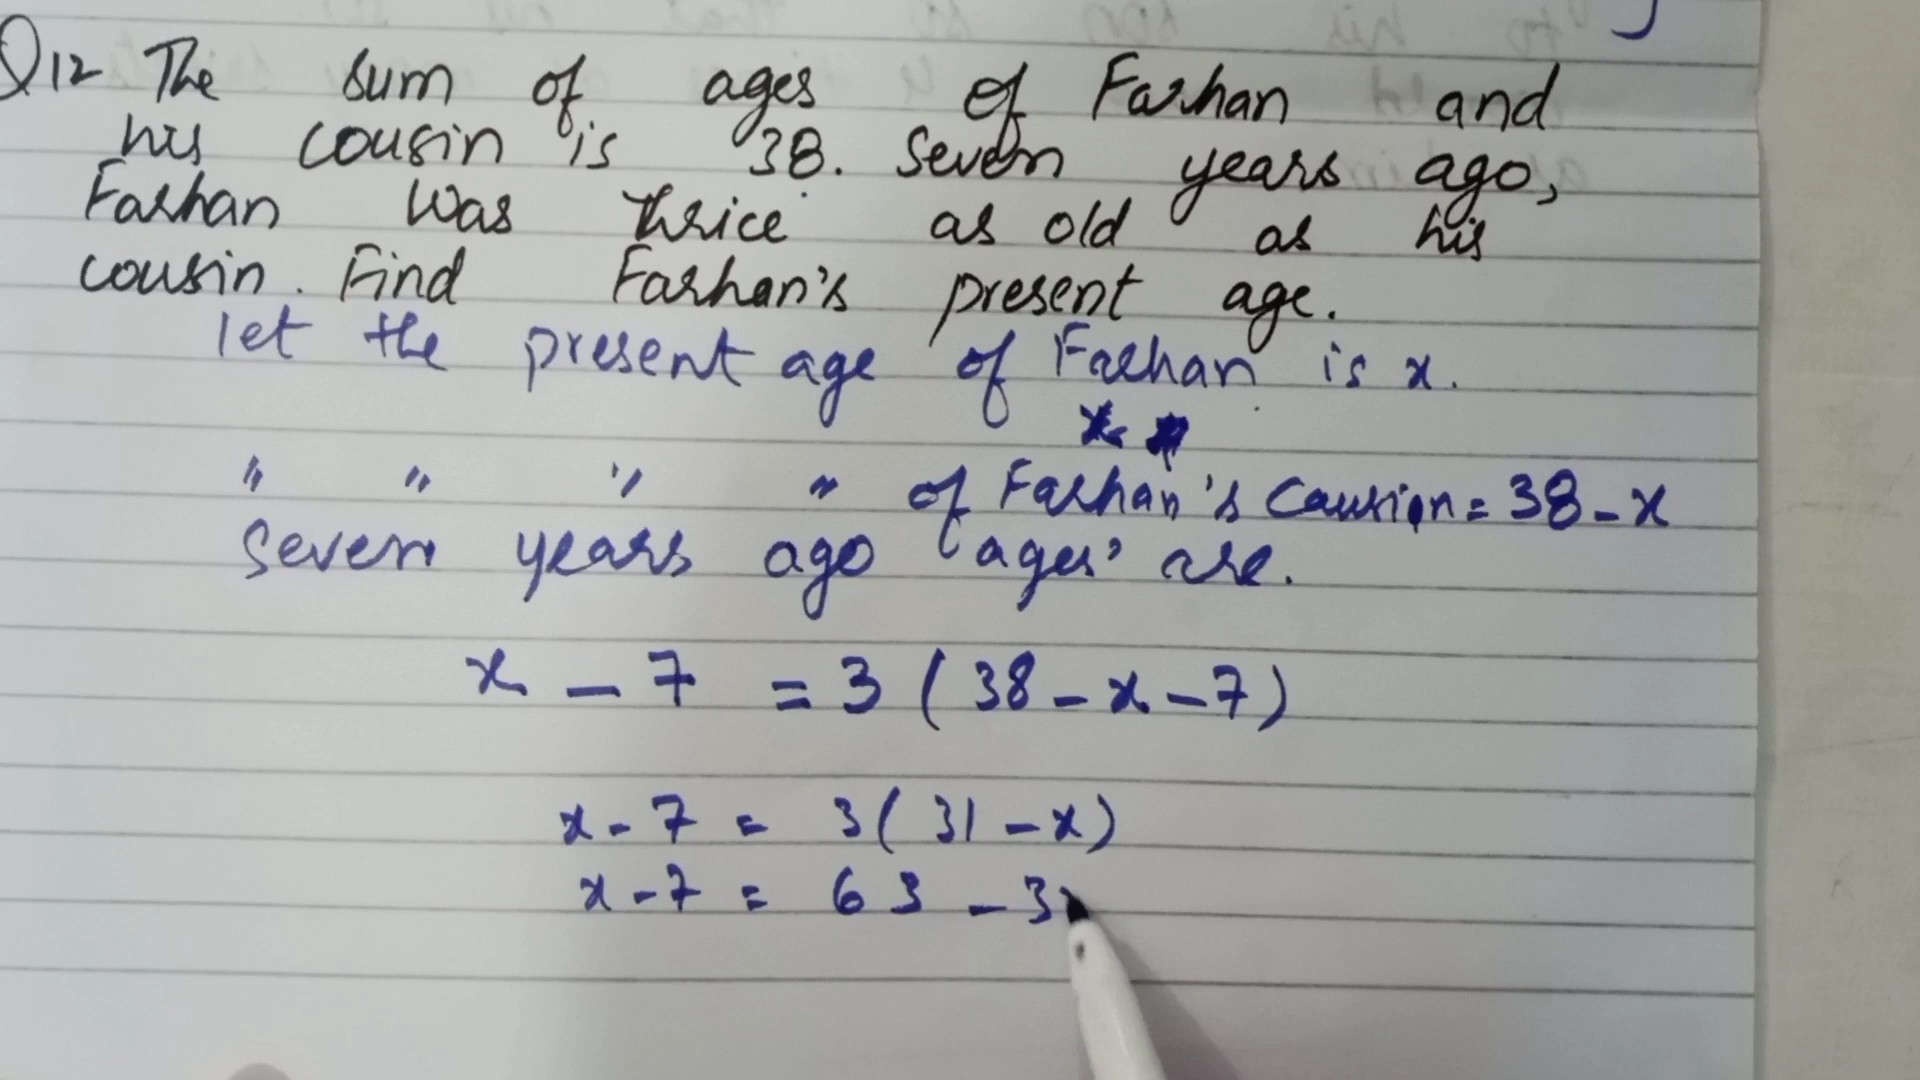 Q12 The sum of ages of Farhan and
his cousin is 38. Seven years ago,
Farhan was thrice as old as his
cousin. Find Farhan's present age.
let the present age of Farhan is x.
" " " " of Farhan's Causion = 38 - x
Seven years ago 'ages' are.
x - 7 = 3 ( 38 - x - 7 )
x - 7 = 3 ( 31 - x )
x - 7 = 63 - 3x